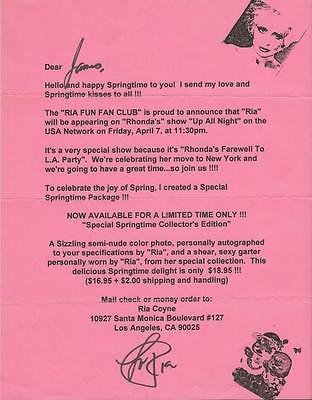 Dear James,
Hello and happy Springtime to you! I send my love and
Springtime kisses to all !!!
The "RIA FUN FAN CLUB" is proud to announce that "Ria"
will be appearing on "Rhonda's" show "Up All Night" on the
USA Network on Friday, April 7, at 11:30pm.
It's a very special show because it's "Rhonda's Farewell To
L.A. Party". We're celebrating her move to New York and
we're going to have a great time...so join us !!!!
To celebrate the joy of Spring, I created a Special
Springtime Package !!!
NOW AVAILABLE FOR A LIMITED TIME ONLY !!!
"Special Springtime Collector's Edition"
A Sizzling semi-nude color photo, personally autographed
to your specifications by "Ria", and a shear, sexy garter
personally worn by "Ria", from her special collection. This
delicious Springtime delight is only $18.95 !!!
($16.95 + $2.00 shipping and handling)
Mail check or money order to:
Ria Coyne
10927 Santa Monica Boulevard #127
Los Angeles, CA 90025
Ria